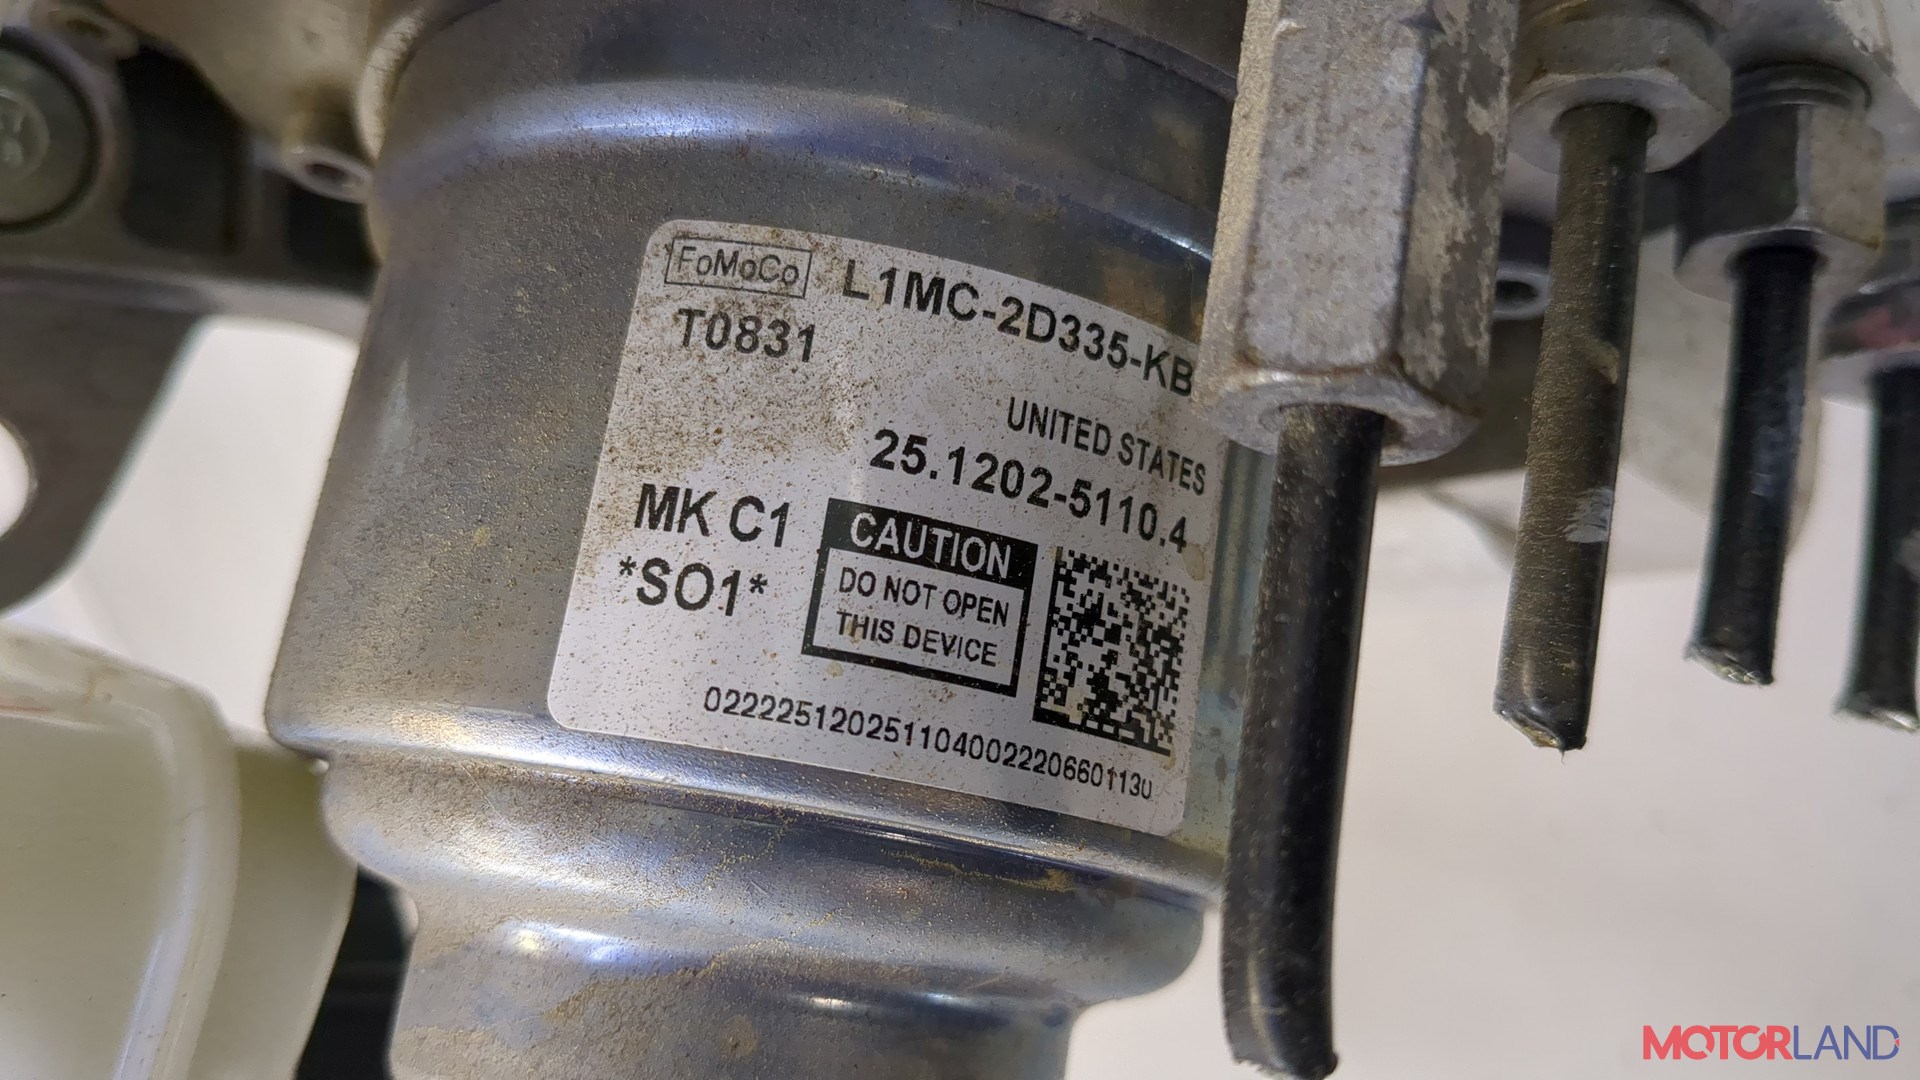 FoMoCo L1MC-2D335-KB
T0831
UNITED STATES
25.1202-5110.4
MK C1
*SO1*
CAUTION
DO NOT OPEN
THIS DEVICE
0222251202511040022206601130
MOTORLAND